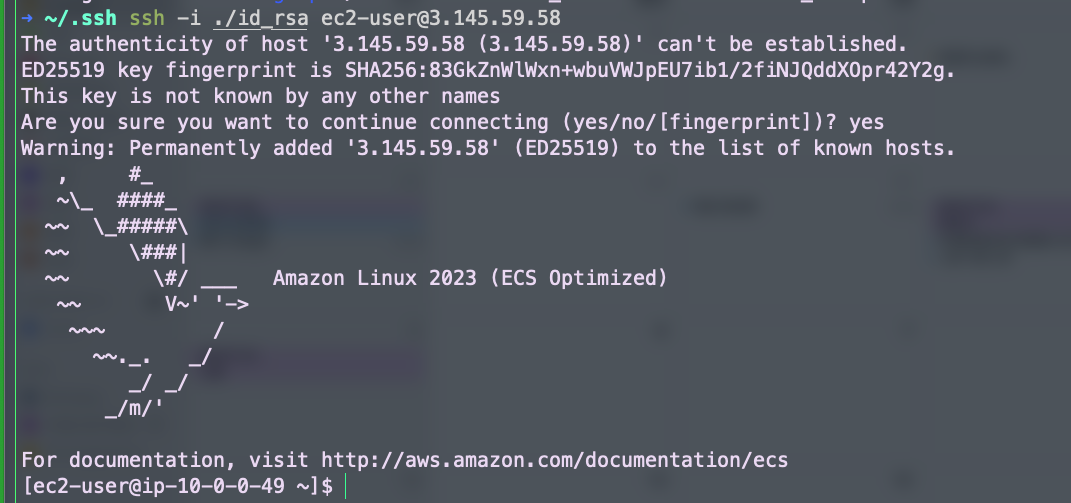 → ~/.ssh ssh -i ./id_rsa ec2-user@3.145.59.58
The authenticity of host '3.145.59.58 (3.145.59.58)' can't be established.
ED25519 key fingerprint is SHA256:83GkZnWlWxn+wbuVWJpEU7ib1/2fiNJQddXOpr42Y2g.
This key is not known by any other names
Are you sure you want to continue connecting (yes/no/[fingerprint])? yes
Warning: Permanently added '3.145.59.58' (ED25519) to the list of known hosts.
   ,     #_
   ~\_  ####_
  ~~  \_#####\
  ~~     \###|
  ~~       \#/ ___   Amazon Linux 2023 (ECS Optimized)
   ~~       V~' '->
    ~~~         /
      ~~._.   _/
         _/ _/
       _/m/'
For documentation, visit http://aws.amazon.com/documentation/ecs
[ec2-user@ip-10-0-0-49 ~]$